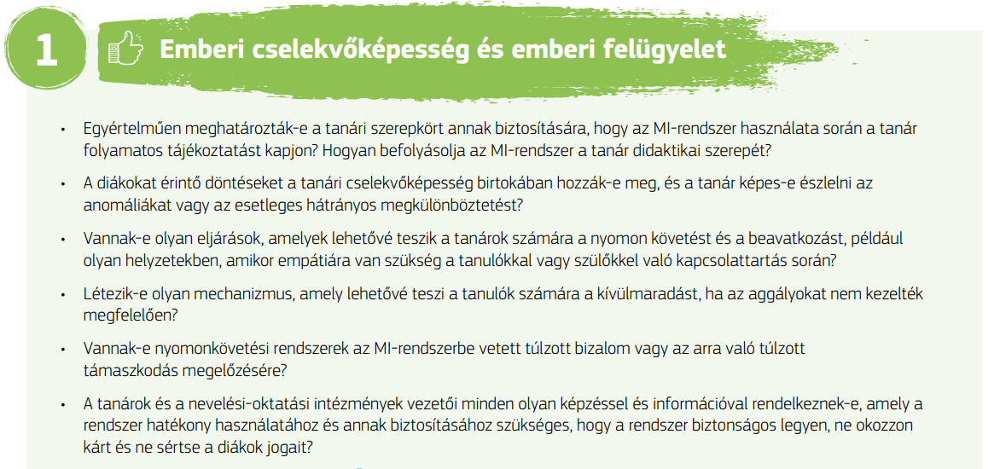 1
Emberi cselekvőképesség és emberi felügyelet
• Egyértelműen meghatározták-e a tanári szerepkört annak biztosítására, hogy az MI-rendszer használata során a tanár
folyamatos tájékoztatást kapjon? Hogyan befolyásolja az MI-rendszer a tanár didaktikai szerepét?
• A diákokat érintő döntéseket a tanári cselekvőképesség birtokában hozzák-e meg, és a tanár képes-e észlelni az
anomáliákat vagy az esetleges hátrányos megkülönböztetést?
• Vannak-e olyan eljárások, amelyek lehetővé teszik a tanárok számára a nyomon követést és a beavatkozást, például
olyan helyzetekben, amikor empátiára van szükség a tanulókkal vagy szülőkkel való kapcsolattartás során?
• Létezik-e olyan mechanizmus, amely lehetővé teszi a tanulók számára a kívülmaradást, ha az aggályokat nem kezelték
megfelelően?
• Vannak-e nyomonkövetési rendszerek az MI-rendszerbe vetett túlzott bizalom vagy az arra való túlzott
támaszkodás megelőzésére?
• A tanárok és a nevelési-oktatási intézmények vezetői minden olyan képzéssel és információval rendelkeznek-e, amely a
rendszer hatékony használatához és annak biztosításához szükséges, hogy a rendszer biztonságos legyen, ne okozzon
kárt és ne sértse a diákok jogait?